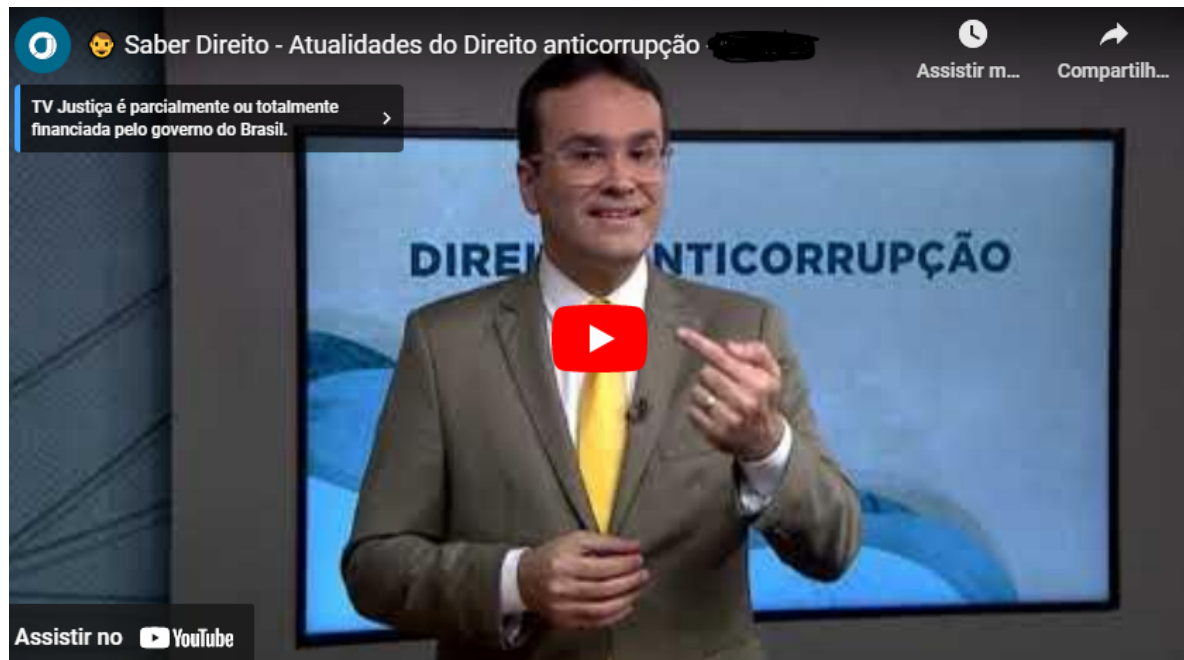 Saber Direito - Atualidades do Direito anticorrupção -
Assistir m...
Compartilh...
TV Justiça é parcialmente ou totalmente
financiada pelo governo do Brasil.
DIREI NTICORRUPÇÃO
Assistir no YouTube